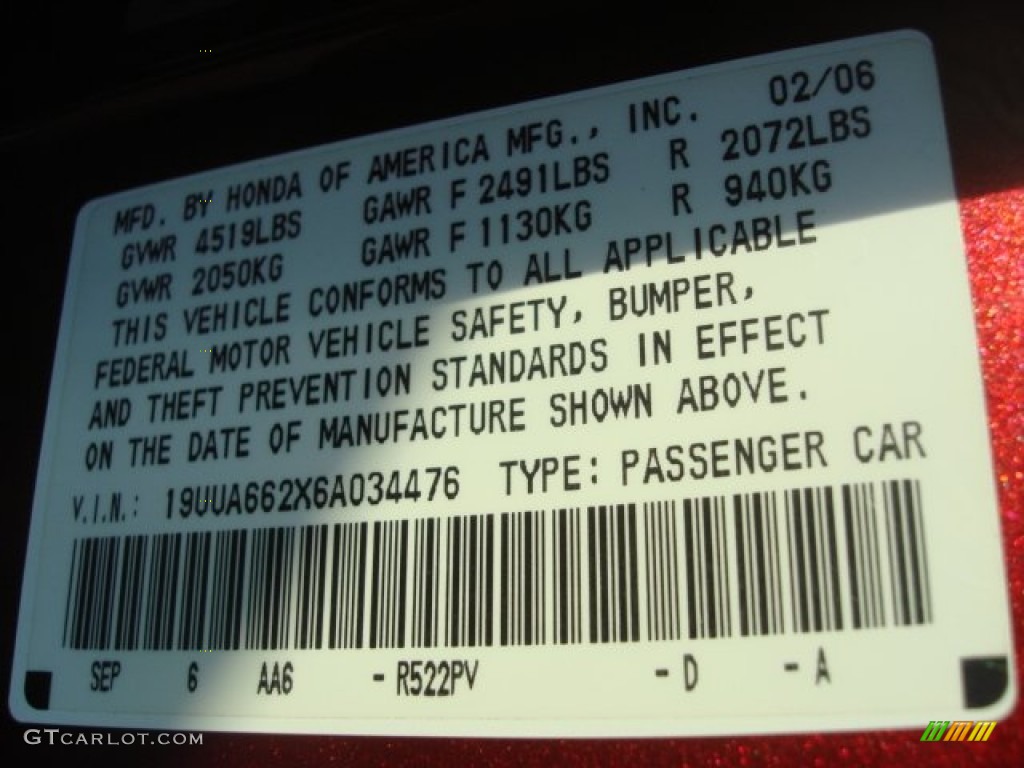 02/06
MFD. BY HONDA OF AMERICA MFG., INC.
GVWR 4519LBS GAWR F 2491LBS R 2072LBS
GVWR 2050KG GAWR F 1130KG R 940KG
THIS VEHICLE CONFORMS TO ALL APPLICABLE
FEDERAL MOTOR VEHICLE SAFETY, BUMPER,
AND THEFT PREVENTION STANDARDS IN EFFECT
ON THE DATE OF MANUFACTURE SHOWN ABOVE.
V.I.N.: 19UUA662X6A034476 TYPE: PASSENGER CAR
SEP 6 AA6 - R522PV - D - A
GTCARLOT.COM